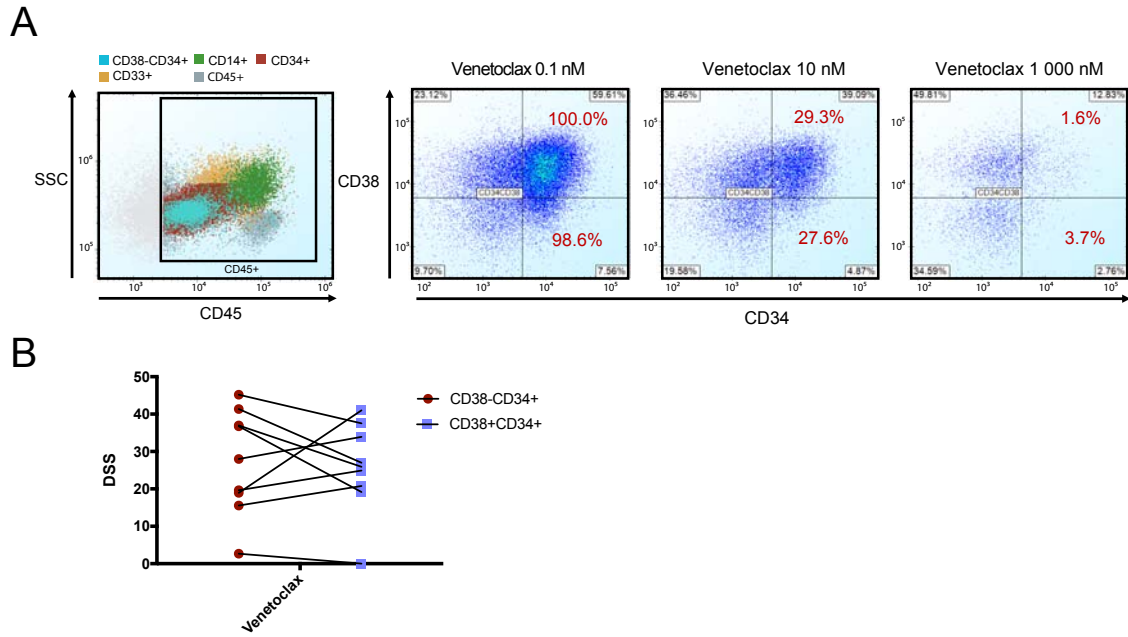 A
CD38-CD34+ CD14+ CD34+
CD33+ CD45+
SSC
10⁶
10⁵
CD45+
10³ 10⁴ 10⁵ 10⁶
CD45
Venetoclax 0.1 nM
Venetoclax 10 nM
Venetoclax 1 000 nM
CD38
23.12% 59.61%
100.0%
10⁵
10⁴
CD34CD38
10³
98.6%
9.70% 7.56%
10² 10³ 10⁴ 10⁵
36.46% 39.09%
29.3%
10⁵
10⁴
CD34CD38
10³
27.6%
19.58% 4.87%
10² 10³ 10⁴ 10⁵
49.81% 12.83%
1.6%
10⁵
10⁴
CD34CD38
10³
3.7%
34.59% 2.76%
10² 10³ 10⁴ 10⁵
CD34
B
DSS
50
40
30
20
10
0
Venetoclax
CD38-CD34+
CD38+CD34+